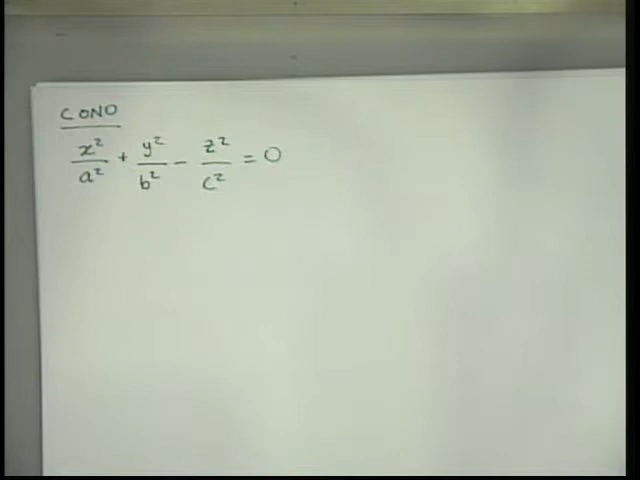 CONO
x²/a² + y²/b² - z²/c² = 0